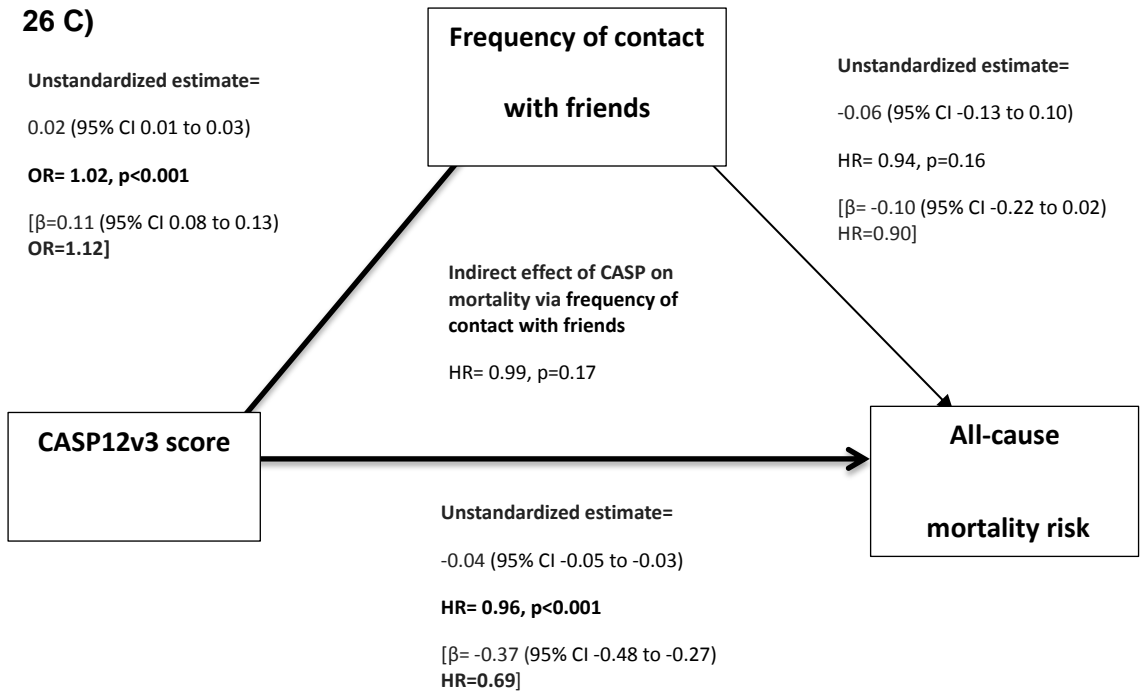 26 C)
Frequency of contact
with friends
Unstandardized estimate=
0.02 (95% CI 0.01 to 0.03)
OR= 1.02, p<0.001
[β=0.11 (95% CI 0.08 to 0.13)
OR=1.12]
Unstandardized estimate=
-0.06 (95% CI -0.13 to 0.10)
HR= 0.94, p=0.16
[β= -0.10 (95% CI -0.22 to 0.02)
HR=0.90]
Indirect effect of CASP on
mortality via frequency of
contact with friends
HR= 0.99, p=0.17
CASP12v3 score
All-cause
mortality risk
Unstandardized estimate=
-0.04 (95% CI -0.05 to -0.03)
HR= 0.96, p<0.001
[β= -0.37 (95% CI -0.48 to -0.27)
HR=0.69]